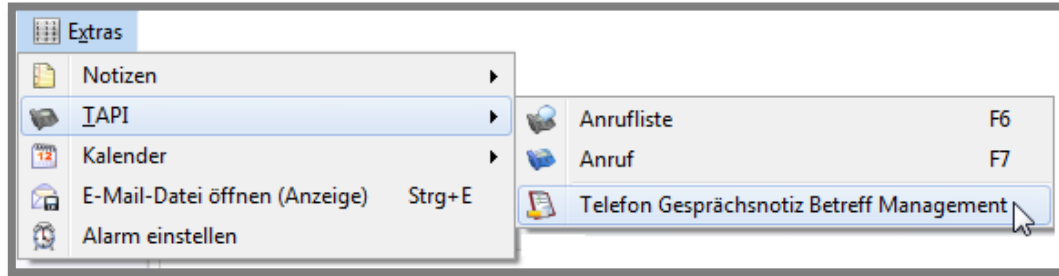 Extras
Notizen
TAPI
Kalender
E-Mail-Datei öffnen (Anzeige) Strg+E
Alarm einstellen
Anrufliste F6
Anruf F7
Telefon Gesprächsnotiz Betreff Management